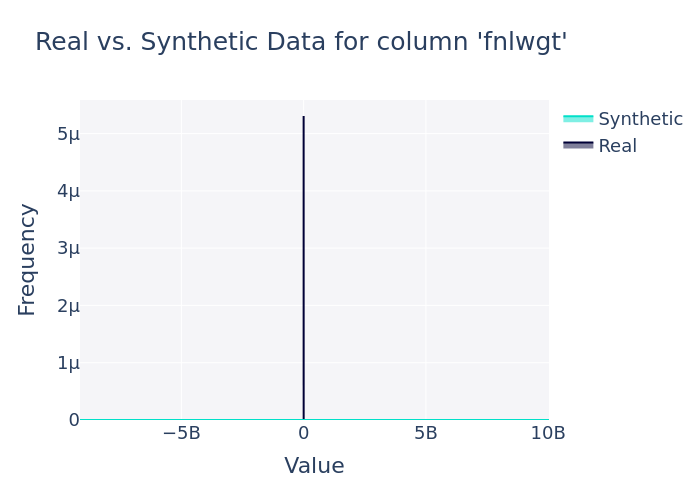 Real vs. Synthetic Data for column 'fnlwgt'
Synthetic
Real
5μ
4μ
3μ
2μ
1μ
0
Frequency
−5B
0
5B
10B
Value